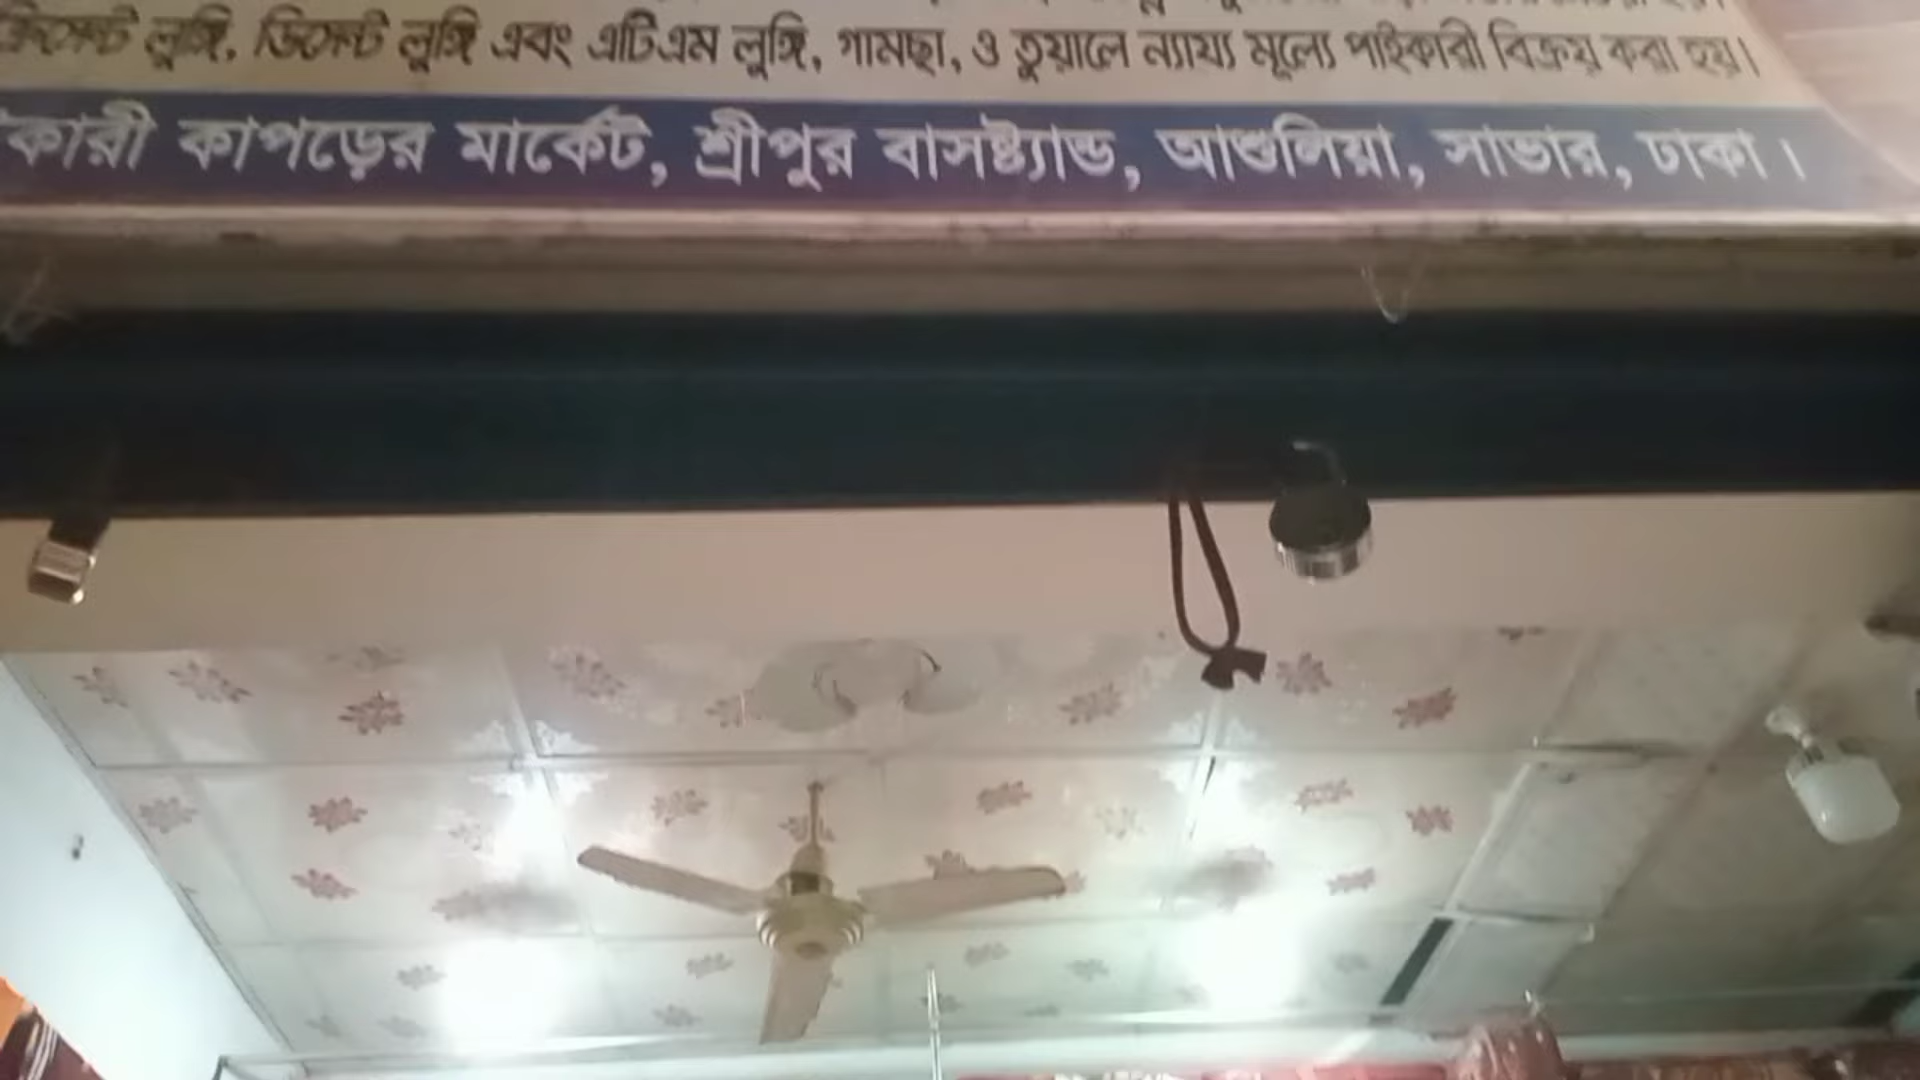 লুঙ্গি, ডিসেন্ট লুঙ্গি এবং এটিএম লুঙ্গি, গামছা, ও তুয়ালে ন্যায্য মূল্যে পাইকারী বিক্রয় করা হয়।
কারী কাপড়ের মার্কেট, শ্রীপুর বাসষ্ট্যান্ড, আশুলিয়া, সাভার, ঢাকা।